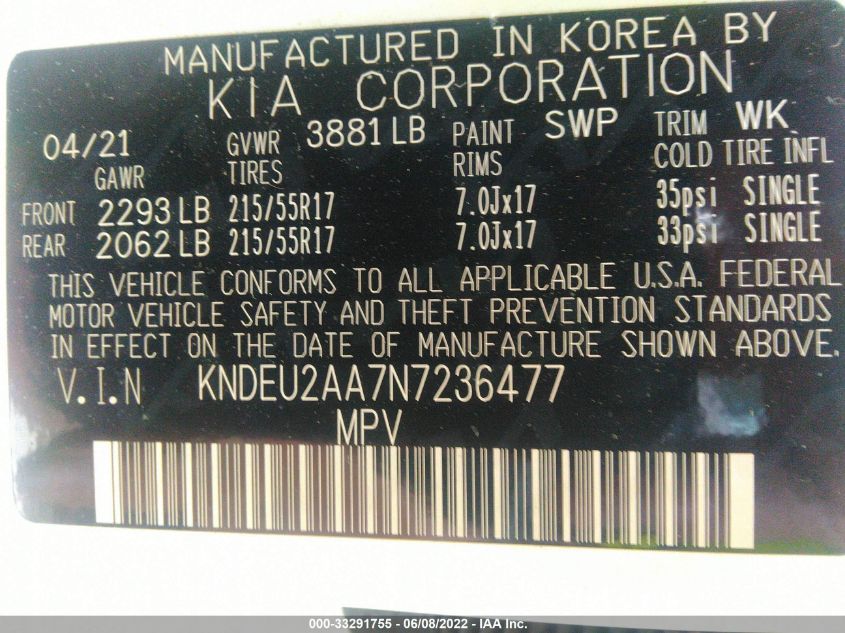 MANUFACTURED IN KOREA BY
KIA CORPORATION
04/21 GVWR 3881 LB PAINT SWP TRIM WK
GAWR TIRES RIMS COLD TIRE INFL
FRONT 2293 LB 215/55R17 7.0Jx17 35psi SINGLE
REAR 2062 LB 215/55R17 7.0Jx17 33psi SINGLE
THIS VEHICLE CONFORMS TO ALL APPLICABLE U.S.A. FEDERAL
MOTOR VEHICLE SAFETY AND THEFT PREVENTION STANDARDS
IN EFFECT ON THE DATE OF MANUFACTURE SHOWN ABOVE.
V.I.N KNDEU2AA7N7236477
MPV
000-33291755 - 06/08/2022 - IAA Inc.